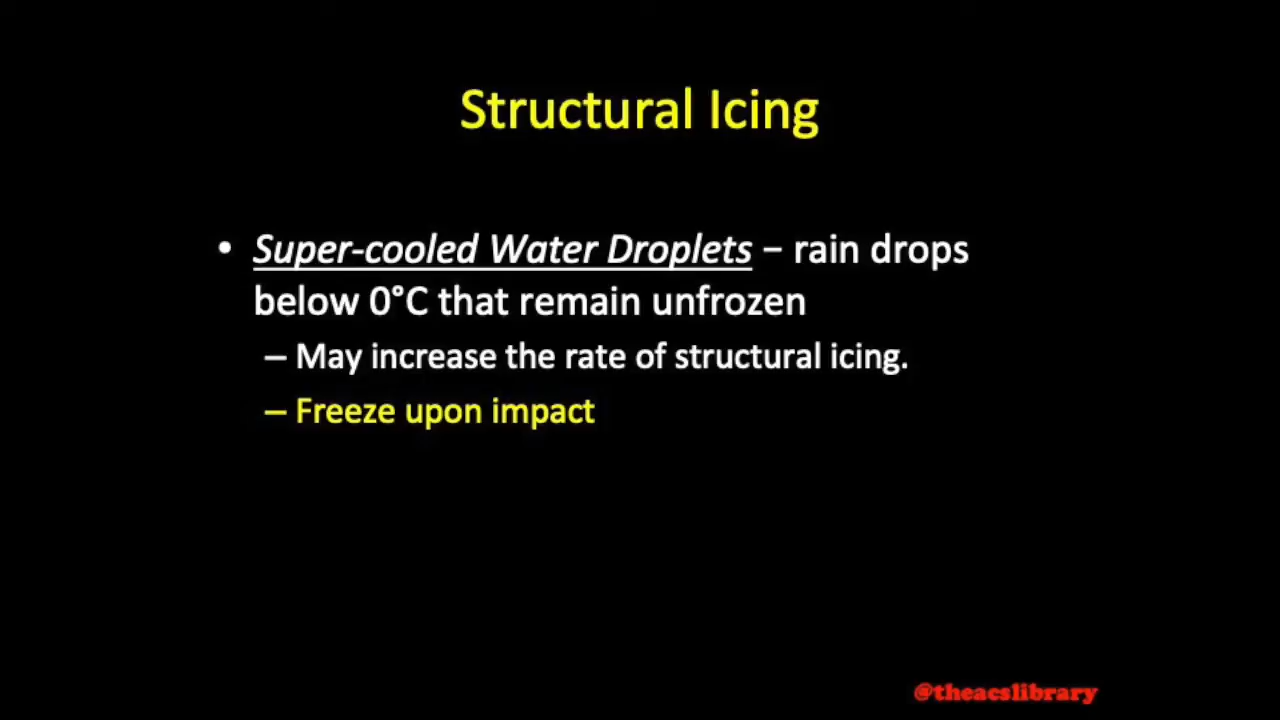 Structural Icing
• Super-cooled Water Droplets – rain drops
below 0°C that remain unfrozen
– May increase the rate of structural icing.
– Freeze upon impact
@theacslibrary